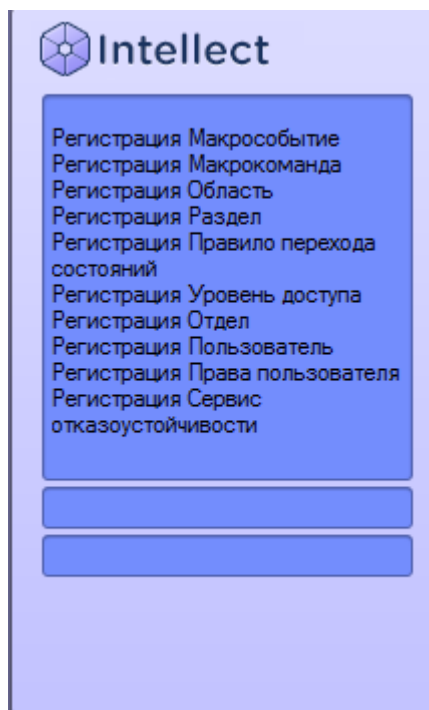 Intellect
Регистрация Макрособытие
Регистрация Макрокоманда
Регистрация Область
Регистрация Раздел
Регистрация Правило перехода
состояний
Регистрация Уровень доступа
Регистрация Отдел
Регистрация Пользователь
Регистрация Права пользователя
Регистрация Сервис
отказоустойчивости